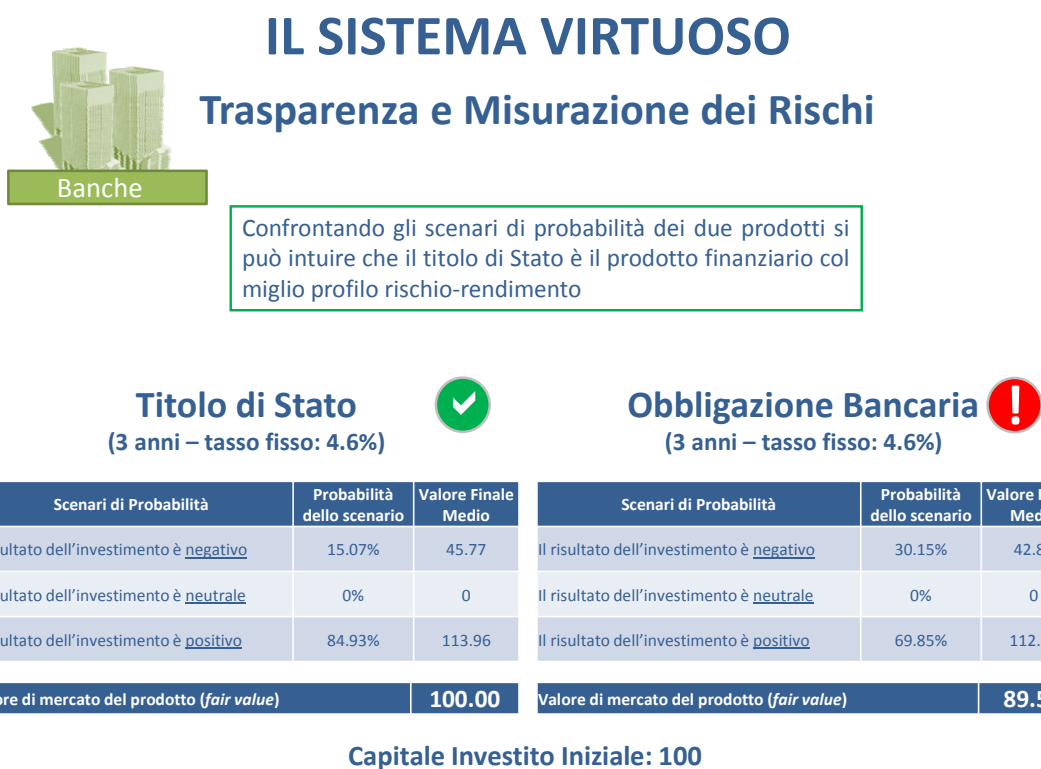 IL SISTEMA VIRTUOSO
Trasparenza e Misurazione dei Rischi
Banche
Confrontando gli scenari di probabilità dei due prodotti si
può intuire che il titolo di Stato è il prodotto finanziario col
miglio profilo rischio-rendimento
Titolo di Stato
(3 anni – tasso fisso: 4.6%)
Scenari di Probabilità
Probabilità
dello scenario
Valore Finale
Medio
dell'investimento è negativo 15.07% 45.77
dell'investimento è neutrale 0% 0
dell'investimento è positivo 84.93% 113.96
di mercato del prodotto (fair value) 100.00
Obbligazione Bancaria
(3 anni – tasso fisso: 4.6%)
Scenari di Probabilità
Probabilità
dello scenario
Valore
Il risultato dell'investimento è negativo 30.15%
Il risultato dell'investimento è neutrale 0% 0
Il risultato dell'investimento è positivo 69.85%
Valore di mercato del prodotto (fair value)
Capitale Investito Iniziale: 100